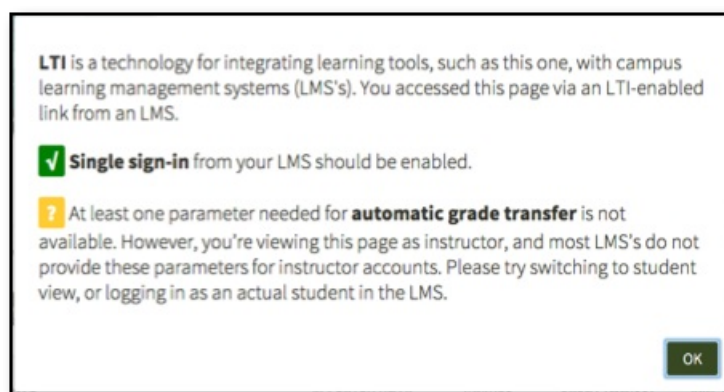 LTI is a technology for integrating learning tools, such as this one, with campus
learning management systems (LMS's). You accessed this page via an LTI-enabled
link from an LMS.
√ Single sign-in from your LMS should be enabled.
? At least one parameter needed for automatic grade transfer is not
available. However, you're viewing this page as instructor, and most LMS's do not
provide these parameters for instructor accounts. Please try switching to student
view, or logging in as an actual student in the LMS.
OK